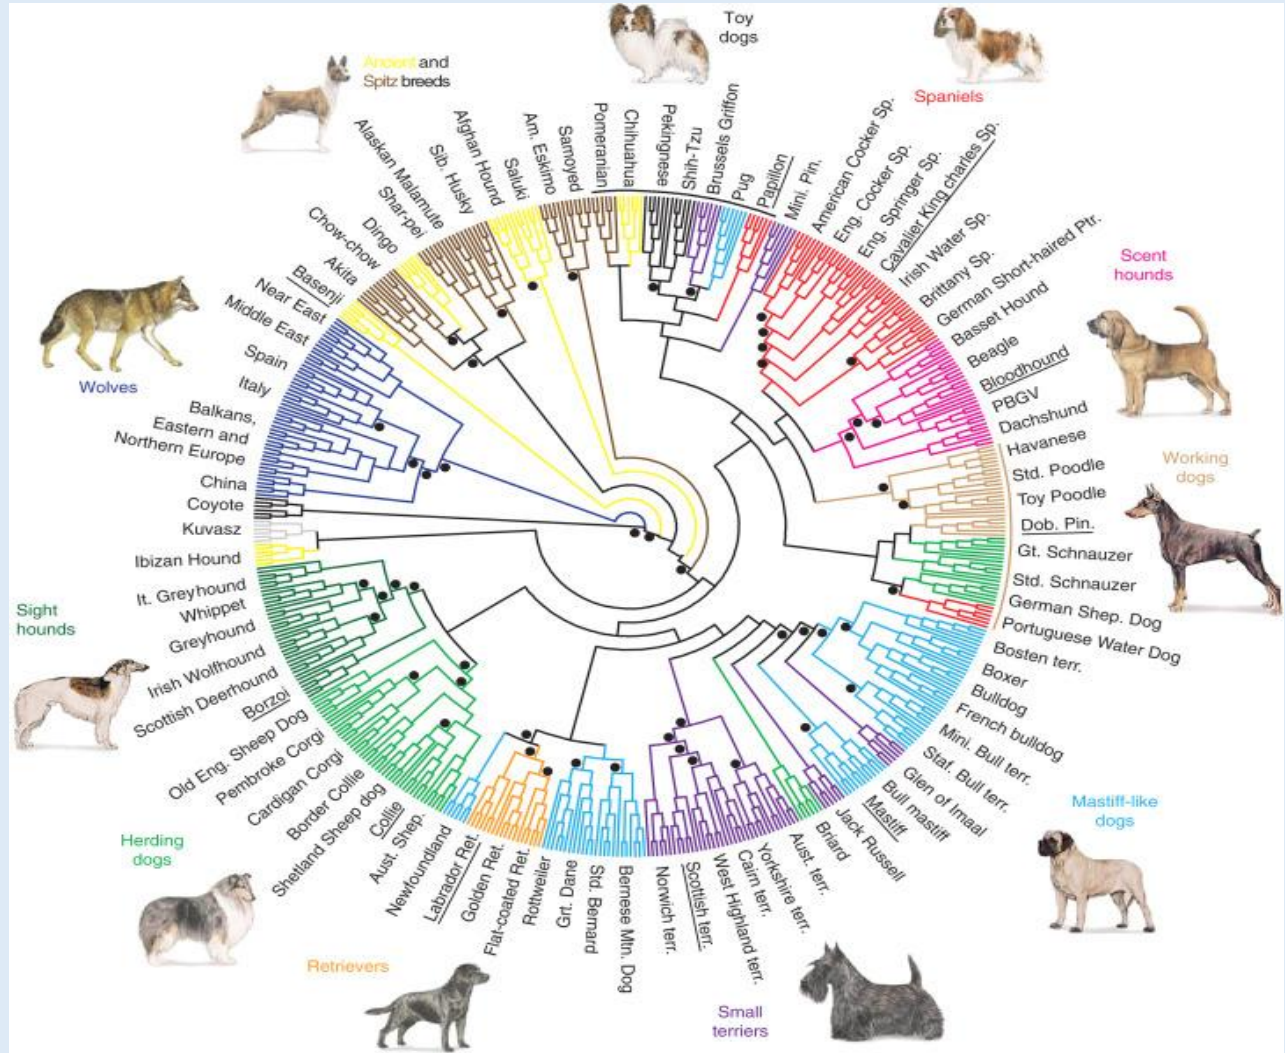 Toy
dogs
Spaniels
Ancient and
Spitz breeds
Scent
hounds
Working
dogs
Wolves
Sight
hounds
Herding
dogs
Retrievers
Small
terriers
Mastiff-like
dogs
Coyote
China
Balkans,
Eastern and
Northern Europe
Italy
Spain
Middle East
Near East
Basenji
Akita
Chow-chow
Dingo
Shar-pei
Alaskan Malamute
Sib. Husky
Afghan Hound
Saluki
Am. Eskimo
Samoyed
Pomeranian
Chihuahua
Pekingnese
Shih-Tzu
Brussels Griffon
Pug
Papillon
Mini. Pin.
American Cocker Sp.
Eng. Cocker Sp.
Eng. Springer Sp.
Cavalier King charles Sp.
Irish Water Sp.
Brittany Sp.
German Short-haired Ptr.
Basset Hound
Beagle
Bloodhound
PBGV
Dachshund
Havanese
Std. Poodle
Toy Poodle
Dob. Pin.
Gt. Schnauzer
Std. Schnauzer
German Shep. Dog
Portuguese Water Dog
Bosten terr.
Boxer
Bulldog
French bulldog
Mini. Bull terr.
Staf. Bull terr.
Glen of Imaal
Bull mastiff
Mastiff
Jack Russell
Briard
Aust. terr.
Yorkshire terr.
Cairn terr.
West Highland terr.
Scottish terr.
Norwich terr.
Bernese Mtn. Dog
Std. Bernard
Grt. Dane
Rottweiler
Flat-coated Ret.
Golden Ret.
Labrador Ret.
Newfoundland
Aust. Shep.
Collie
Shetland Sheep dog
Border Collie
Cardigan Corgi
Pembroke Corgi
Old Eng. Sheep Dog
Borzoi
Scottish Deerhound
Irish Wolfhound
Greyhound
Whippet
It. Greyhound
Ibizan Hound
Kuvasz